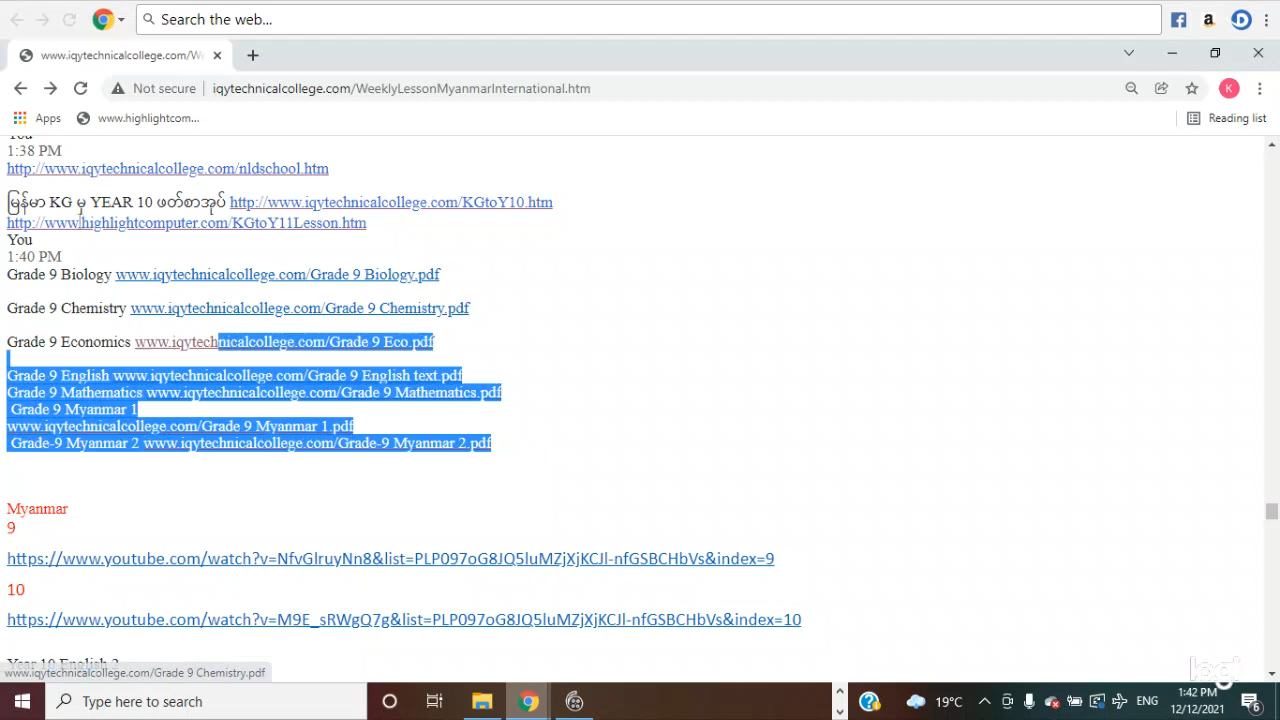 Search the web...
www.iqytechnicalcollege.com/We
Not secure
iqytechnicalcollege.com/WeeklyLessonMyanmarInternational.htm
K
Apps
www.highlightcom...
Reading list
You
1:38 PM
http://www.iqytechnicalcollege.com/nldschool.htm
မြန်မာ KG မှ YEAR 10 ဖတ်စာအုပ် http://www.iqytechnicalcollege.com/KGtoY10.htm
http://www.highlightcomputer.com/KGtoY11Lesson.htm
You
1:40 PM
Grade 9 Biology www.iqytechnicalcollege.com/Grade 9 Biology.pdf
Grade 9 Chemistry www.iqytechnicalcollege.com/Grade 9 Chemistry.pdf
Grade 9 Economics www.iqytechnicalcollege.com/Grade 9 Eco.pdf
Grade 9 English www.iqytechnicalcollege.com/Grade 9 English text.pdf
Grade 9 Mathematics www.iqytechnicalcollege.com/Grade 9 Mathematics.pdf
Grade 9 Myanmar 1
www.iqytechnicalcollege.com/Grade 9 Myanmar 1.pdf
Grade-9 Myanmar 2 www.iqytechnicalcollege.com/Grade-9 Myanmar 2.pdf
Myanmar
9
https://www.youtube.com/watch?v=NfvGlruyNn8&list=PLP097oG8JQ5luMZjXjKCJl-nfGSBCHbVs&index=9
10
https://www.youtube.com/watch?v=M9E_sRWgQ7g&list=PLP097oG8JQ5luMZjXjKCJl-nfGSBCHbVs&index=10
Year 10 English 2
www.iqytechnicalcollege.com/Grade 9 Chemistry.pdf
logi
Type here to search
19°C
ENG
1:42 PM
12/12/2021
6